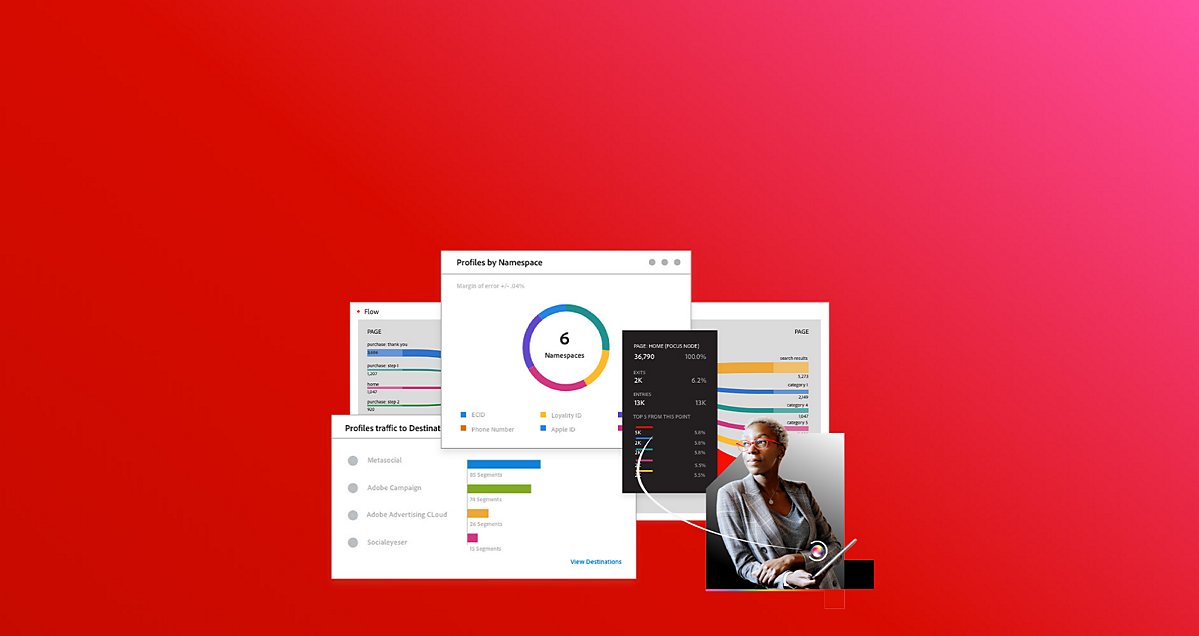 Profiles by Namespace
Margin of error +/- .04%
6
Namespaces
ECID
Loyality ID
Phone Number
Apple ID
Flow
PAGE
purchase: thank you
3,886
purchase: step 1
1,207
home
1,047
purchase: step 2
920
PAGE: HOME (FOCUS NODE)
36,790 100.0%
EXITS
2K 6.2%
ENTRIES
13K 13K
TOP 5 FROM THIS POINT
5K 5.8%
2K 5.8%
2K 5.8%
5.5%
5.5%
PAGE
search results
5,273
category 1
2,149
category 4
1,047
category 5
Profiles traffic to Destinat
Metasocial
85 Segments
Adobe Campaign
74 Segments
Adobe Advertising CLoud
26 Segments
Socialeyeser
15 Segments
View Destinations